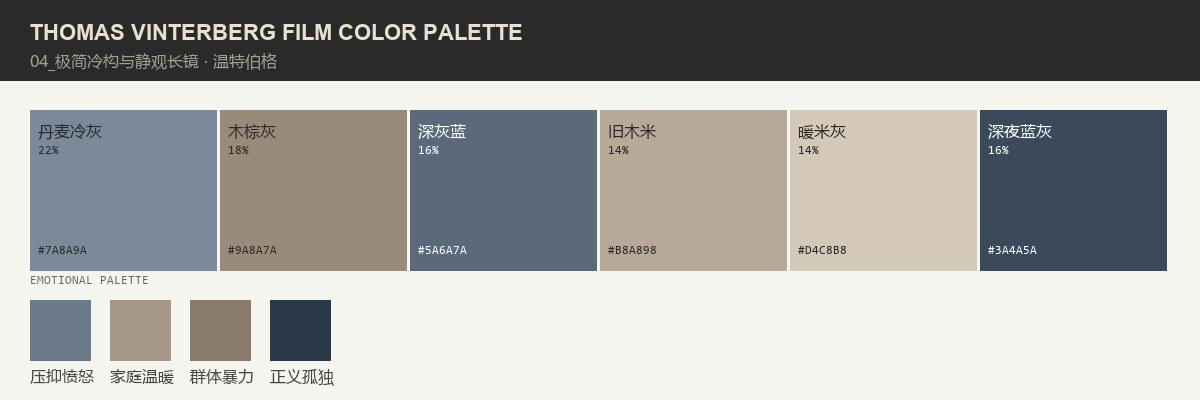 THOMAS VINTERBERG FILM COLOR PALETTE
04_极简冷构与静观长镜 · 温特伯格
丹麦冷灰
22%
#7A8A9A
木棕灰
18%
#9A8A7A
深灰蓝
16%
#5A6A7A
旧木米
14%
#B8A898
暖米灰
14%
#D4C8B8
深夜蓝灰
16%
#3A4A5A
EMOTIONAL PALETTE
压抑愤怒
家庭温暖
群体暴力
正义孤独